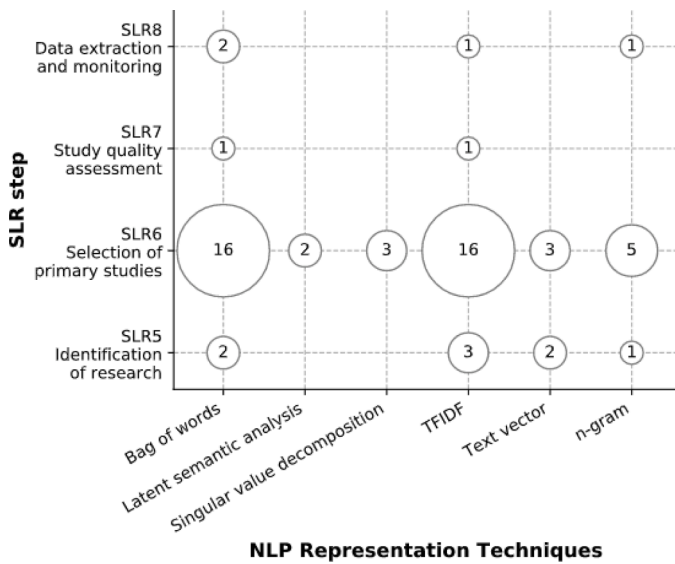 SLR8
Data extraction
and monitoring
2
1
1
SLR7
Study quality
assessment
1
1
SLR step
SLR6
Selection of
primary studies
16
2
3
16
3
5
SLR5
Identification
of research
2
3
2
1
Bag of words
Latent semantic analysis
Singular value decomposition
TFIDF
Text vector
n-gram
NLP Representation Techniques